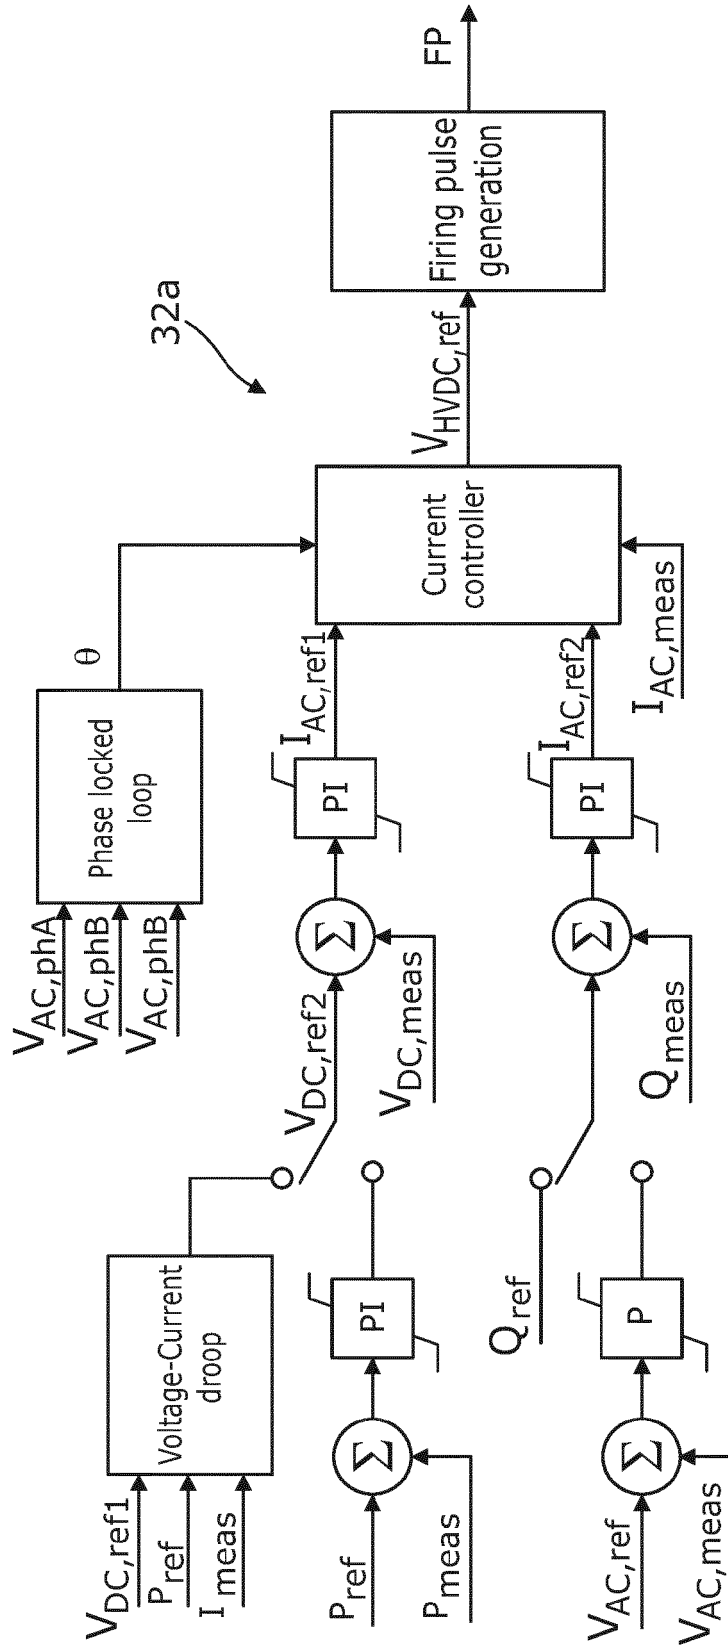 32a
V_AC,phA
V_AC,phB
V_AC,phB
Phase locked
loop
θ
V_DC,ref1
P_ref
I_meas
Voltage-Current
droop
V_DC,ref2
V_DC,meas
Σ
PI
I_AC,ref1
P_ref
P_meas
Σ
PI
Current
controller
V_HVDC,ref
Firing pulse
generation
FP
Q_ref
Q_meas
Σ
PI
I_AC,ref2
I_AC,meas
V_AC,ref
V_AC,meas
Σ
P